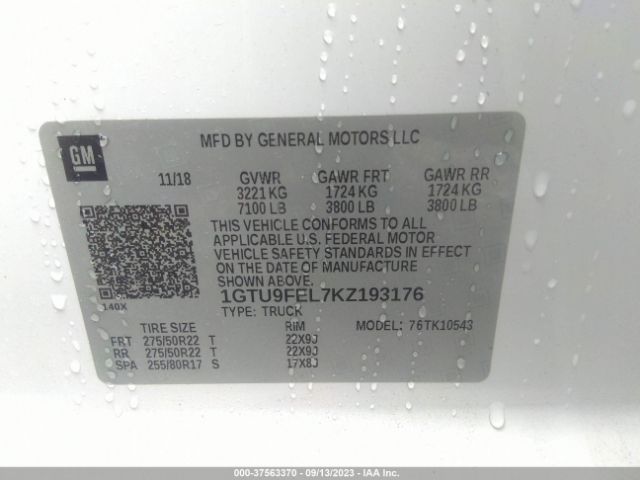 GM
MFD BY GENERAL MOTORS LLC
11/18 GVWR GAWR FRT GAWR RR
3221 KG 1724 KG 1724 KG
7100 LB 3800 LB 3800 LB
THIS VEHICLE CONFORMS TO ALL
APPLICABLE U.S. FEDERAL MOTOR
VEHICLE SAFETY STANDARDS IN EFFECT
ON THE DATE OF MANUFACTURE
SHOWN ABOVE.
1GTU9FEL7KZ193176
140X
TYPE: TRUCK
MODEL: 76TK10543
TIRE SIZE RIM
FRT 275/50R22 T 22X9J
RR 275/50R22 T 22X9J
SPA 255/80R17 S 17X8J
000-37563370 - 09/13/2023 - IAA, Inc.